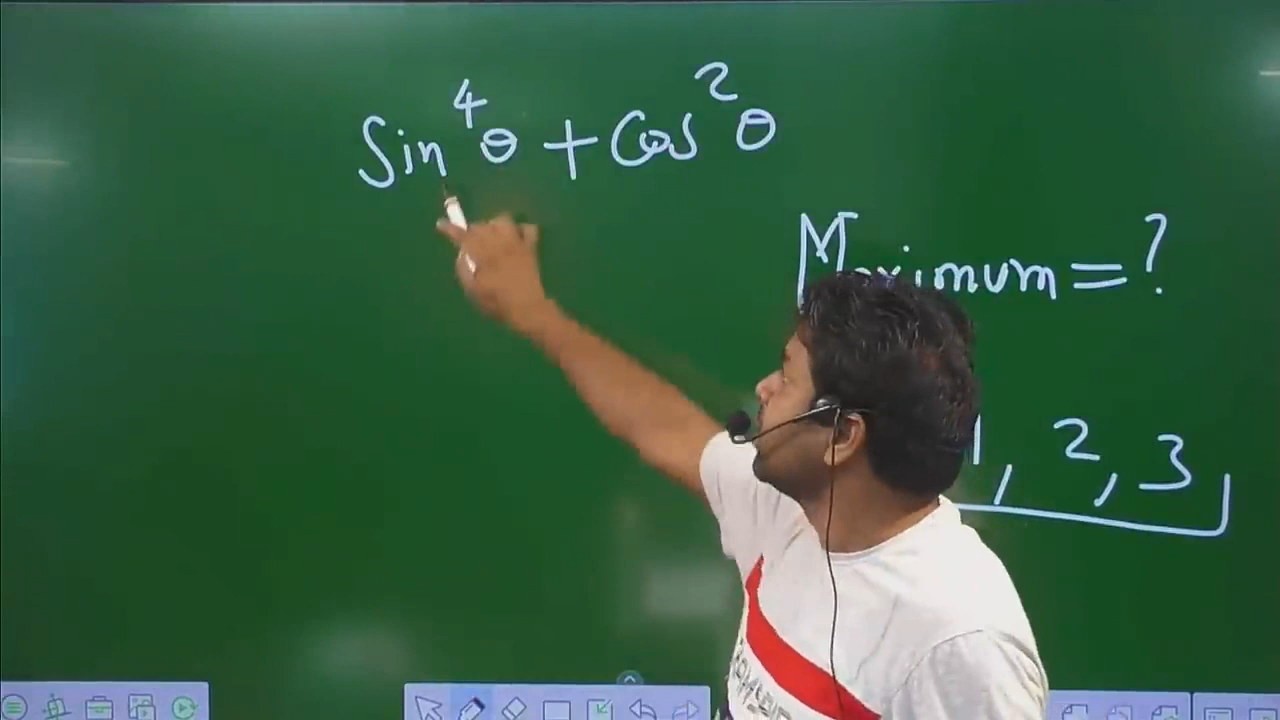 Sin⁴θ + Cos²θ
Maximum = ?
1, 2, 3